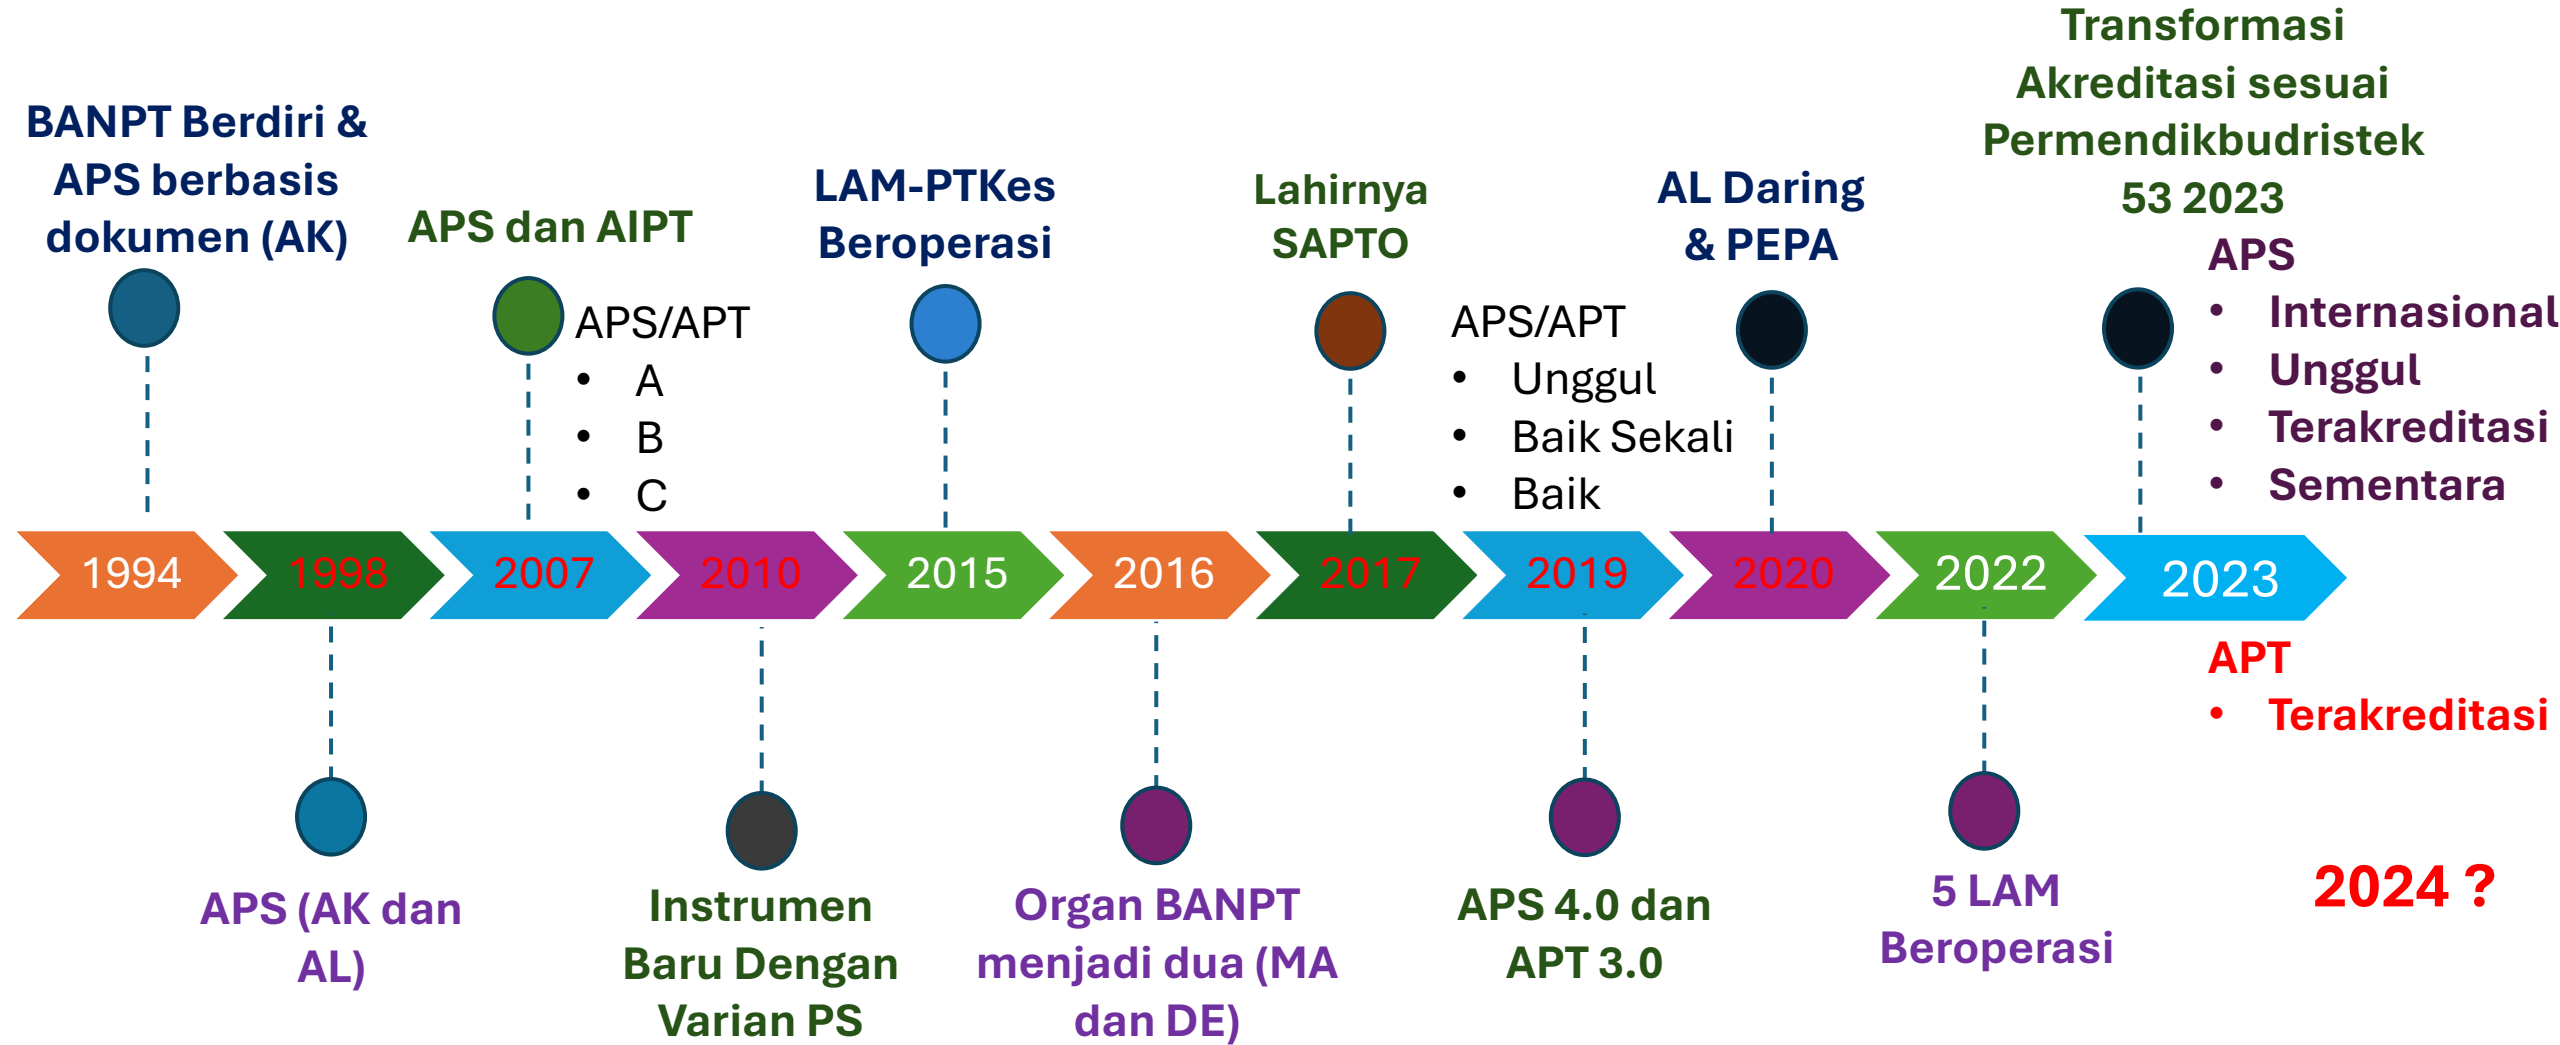 BANPT Berdiri &
APS berbasis
dokumen (AK)
APS dan AIPT
APS/APT
• A
• B
• C
LAM-PTKes
Beroperasi
Lahirnya
SAPTO
APS/APT
• Unggul
• Baik Sekali
• Baik
AL Daring
& PEPA
Transformasi
Akreditasi sesuai
Permendikbudristek
53 2023
APS
• Internasional
• Unggul
• Terakreditasi
• Sementara
1994
1998
2007
2010
2015
2016
2017
2019
2020
2022
2023
APS (AK dan
AL)
Instrumen
Baru Dengan
Varian PS
Organ BANPT
menjadi dua (MA
dan DE)
APS 4.0 dan
APT 3.0
5 LAM
Beroperasi
APT
• Terakreditasi
2024 ?